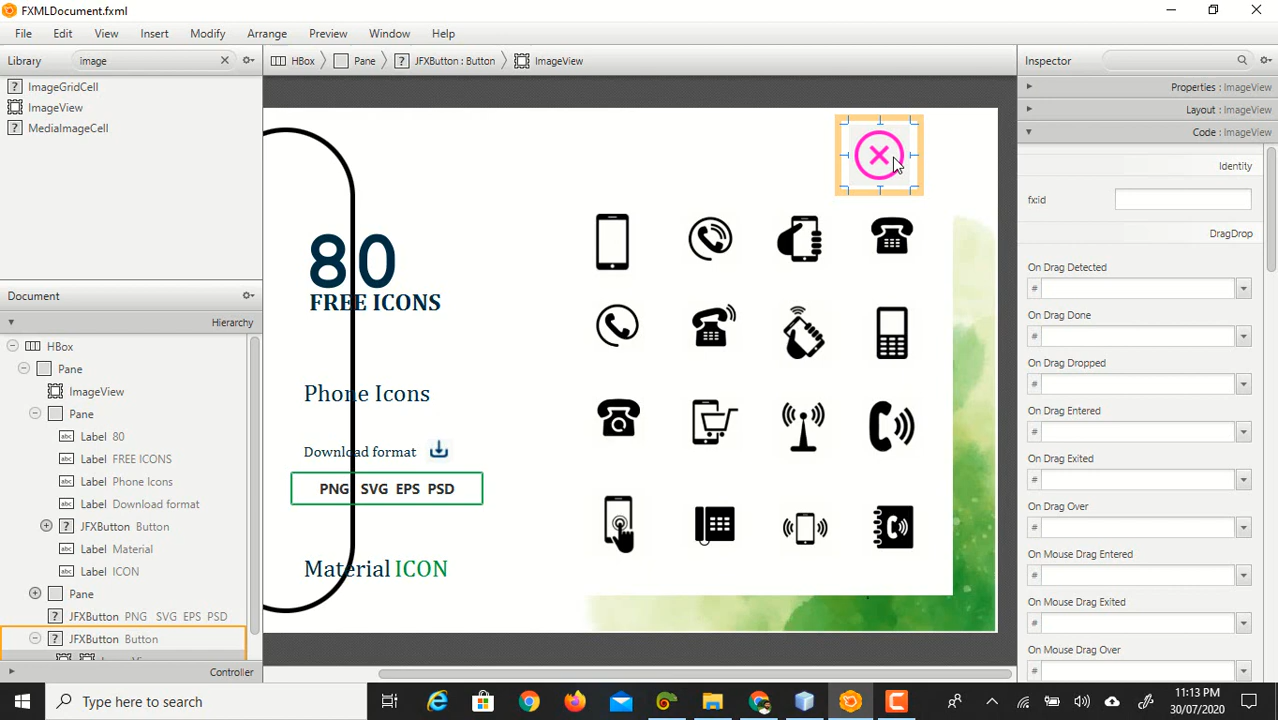 FXMLDocument.fxml
File Edit View Insert Arrange Modify Preview Window Help
Library image
ImageGridCell
ImageView
MediaImageCell
Document
Hierarchy
HBox
Pane
ImageView
Pane
Label 80
Label FREE ICONS
Label Phone Icons
Label Download format
JFXButton Button
Label Material
Label ICON
Pane
JFXButton PNG SVG EPS PSD
JFXButton Button
Controller
HBox Pane JFXButton : Button ImageView
80
FREE ICONS
Phone Icons
Download format
PNG SVG EPS PSD
Material ICON
Inspector
Properties : ImageView
Layout : ImageView
Code : ImageView
Identity
fx:id
DragDrop
On Drag Detected
#
On Drag Done
#
On Drag Dropped
#
On Drag Entered
#
On Drag Exited
#
On Drag Over
#
On Mouse Drag Entered
#
On Mouse Drag Exited
#
On Mouse Drag Over
#
Type here to search
11:13 PM
30/07/2020